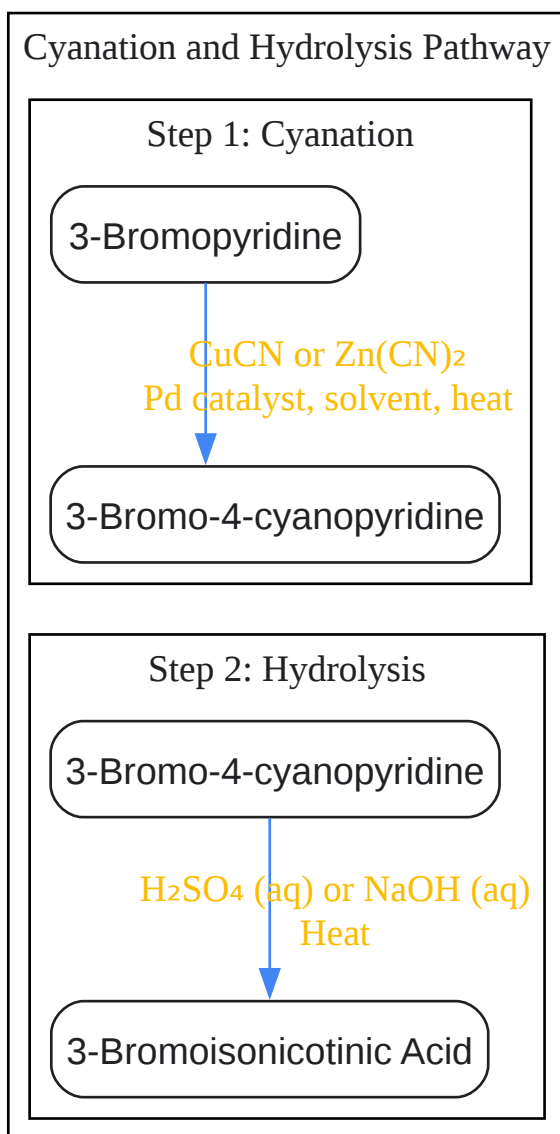 Cyanation and Hydrolysis Pathway
Step 1: Cyanation
3-Bromopyridine
CuCN or Zn(CN)₂
Pd catalyst, solvent, heat
3-Bromo-4-cyanopyridine
Step 2: Hydrolysis
3-Bromo-4-cyanopyridine
H₂SO₄ (aq) or NaOH (aq)
Heat
3-Bromoisonicotinic Acid